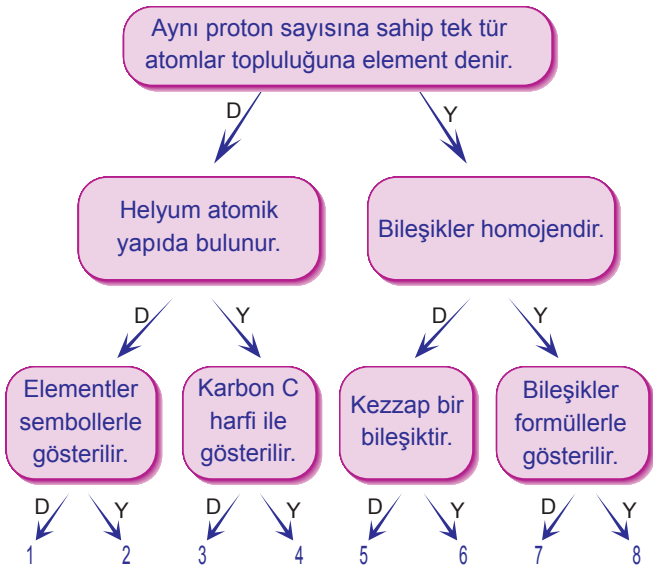 Aynı proton sayısına sahip tek tür
atomlar topluluğuna element denir.
D
Y
Helyum atomik
yapıda bulunur.
Bileşikler homojendir.
D
Y
D
Y
Elementler
sembollerle
gösterilir.
Karbon C
harfi ile
gösterilir.
Kezzap bir
bileşiktir.
Bileşikler
formüllerle
gösterilir.
D
Y
D
Y
D
Y
D
Y
1
2
3
4
5
6
7
8